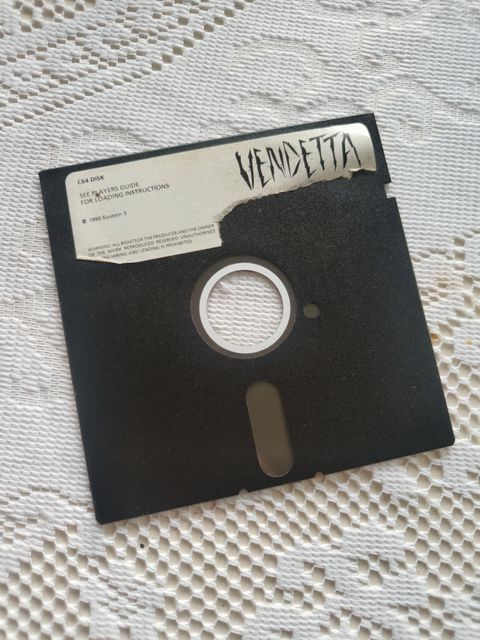 C64 DISK
VENDETTA
SEE PLAYERS GUIDE
FOR LOADING INSTRUCTIONS
© 1990 System 3
WARNING: ALL RIGHTS OF THE PRODUCER AND THE OWNER
OF THE WORK REPRODUCED RESERVED UNAUTHORISED
HIRING AND LENDING IS PROHIBITED